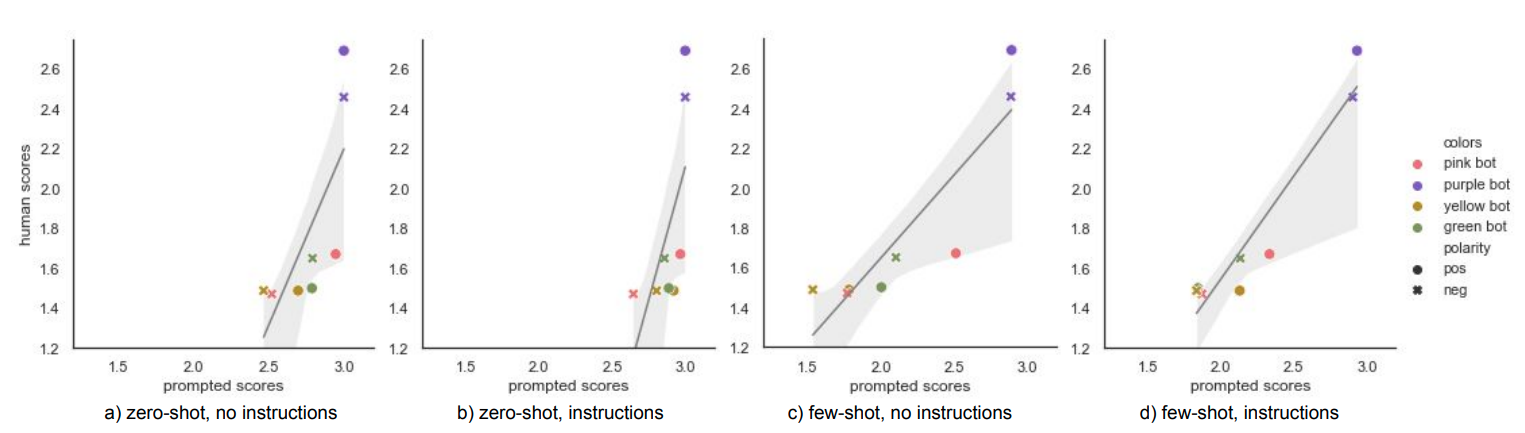 human scores
2.6
2.4
2.2
2.0
1.8
1.6
1.4
1.2
1.5 2.0 2.5 3.0
prompted scores
a) zero-shot, no instructions
2.6
2.4
2.2
2.0
1.8
1.6
1.4
1.2
1.5 2.0 2.5 3.0
prompted scores
b) zero-shot, instructions
2.6
2.4
2.2
2.0
1.8
1.6
1.4
1.2
1.5 2.0 2.5 3.0
prompted scores
c) few-shot, no instructions
2.6
2.4
2.2
2.0
1.8
1.6
1.4
1.2
1.5 2.0 2.5 3.0
prompted scores
d) few-shot, instructions
colors
pink bot
purple bot
yellow bot
green bot
polarity
pos
neg